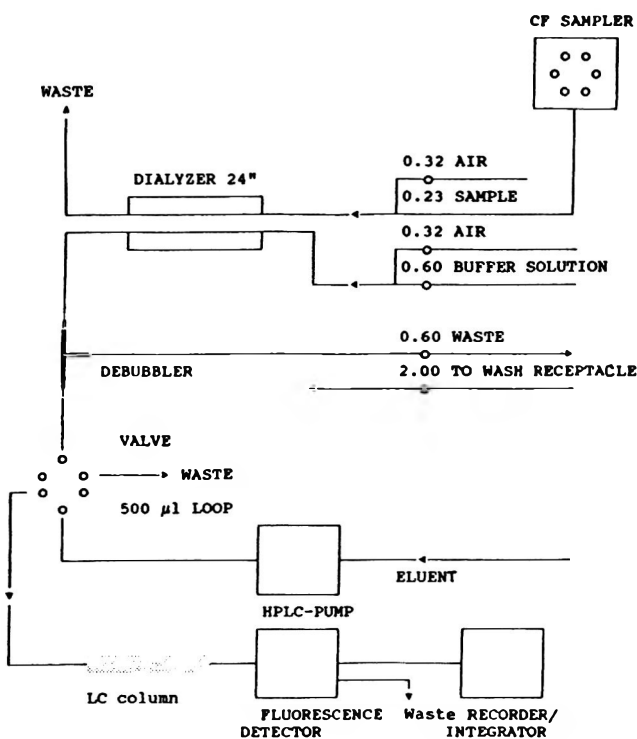 CF SAMPLER
WASTE
0.32 AIR
DIALYZER 24"
0.23 SAMPLE
0.32 AIR
0.60 BUFFER SOLUTION
0.60 WASTE
DEBUBBLER
2.00 TO WASH RECEPTACLE
VALVE
WASTE
500 µl LOOP
ELUENT
HPLC-PUMP
LC column
FLUORESCENCE
DETECTOR
Waste
RECORDER/
INTEGRATOR